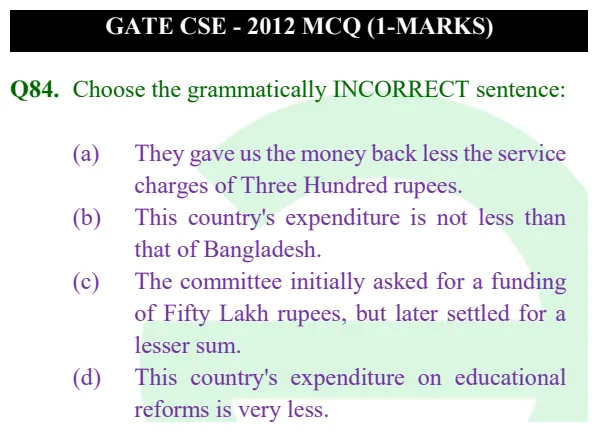 GATE CSE - 2012 MCQ (1-MARKS)
Q84. Choose the grammatically INCORRECT sentence:
(a) They gave us the money back less the service
charges of Three Hundred rupees.
(b) This country's expenditure is not less than
that of Bangladesh.
(c) The committee initially asked for a funding
of Fifty Lakh rupees, but later settled for a
lesser sum.
(d) This country's expenditure on educational
reforms is very less.